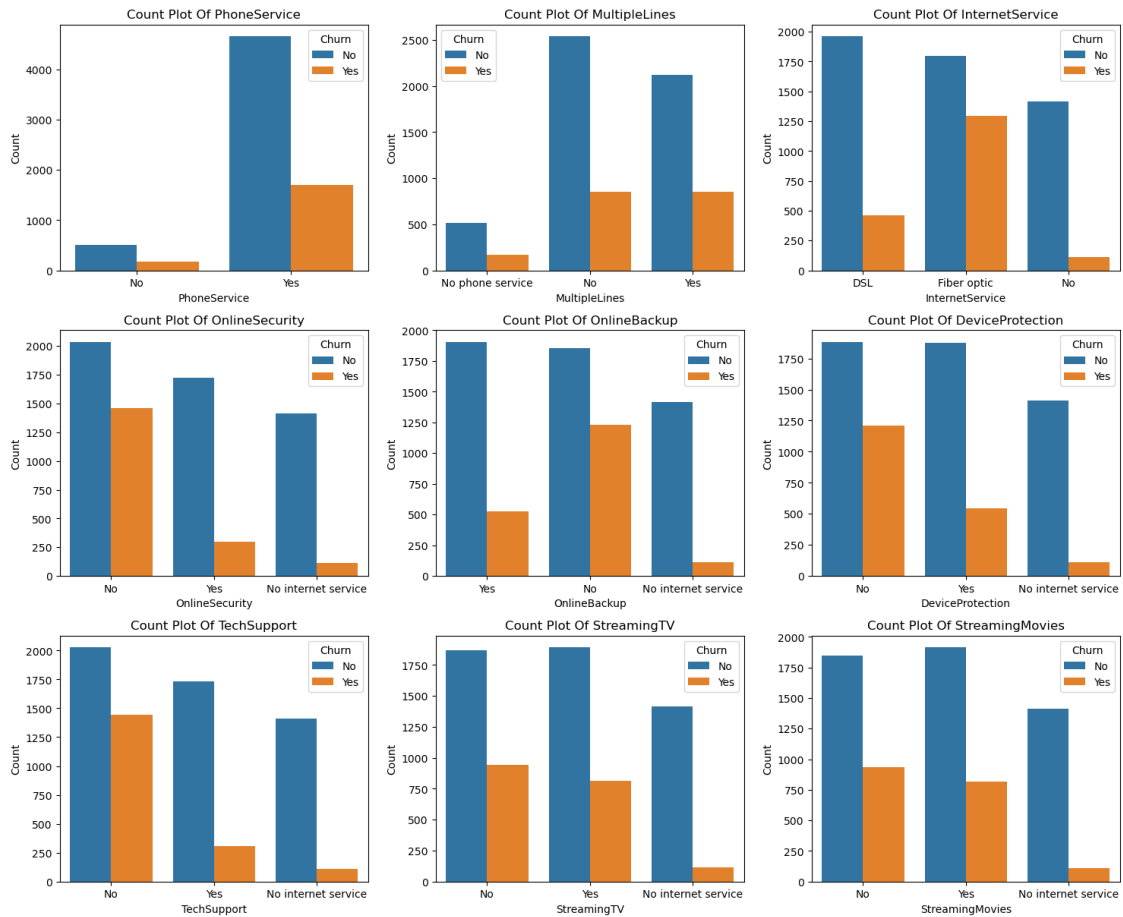 Count Plot Of PhoneService
Churn
No
Yes
4000
3000
2000
1000
0
Count
No Yes
PhoneService
Count Plot Of MultipleLines
Churn
No
Yes
2500
2000
1500
1000
500
0
Count
No phone service No Yes
MultipleLines
Count Plot Of InternetService
Churn
No
Yes
2000
1750
1500
1250
1000
750
500
250
0
Count
DSL Fiber optic No
InternetService
Count Plot Of OnlineSecurity
Churn
No
Yes
2000
1750
1500
1250
1000
750
500
250
0
Count
No Yes No internet service
OnlineSecurity
Count Plot Of OnlineBackup
Churn
No
Yes
2000
1750
1500
1250
1000
750
500
250
0
Count
Yes No No internet service
OnlineBackup
Count Plot Of DeviceProtection
Churn
No
Yes
1750
1500
1250
1000
750
500
250
0
Count
No Yes No internet service
DeviceProtection
Count Plot Of TechSupport
Churn
No
Yes
2000
1750
1500
1250
1000
750
500
250
0
Count
No Yes No internet service
TechSupport
Count Plot Of StreamingTV
Churn
No
Yes
1750
1500
1250
1000
750
500
250
0
Count
No Yes No internet service
StreamingTV
Count Plot Of StreamingMovies
Churn
No
Yes
2000
1750
1500
1250
1000
750
500
250
0
Count
No Yes No internet service
StreamingMovies